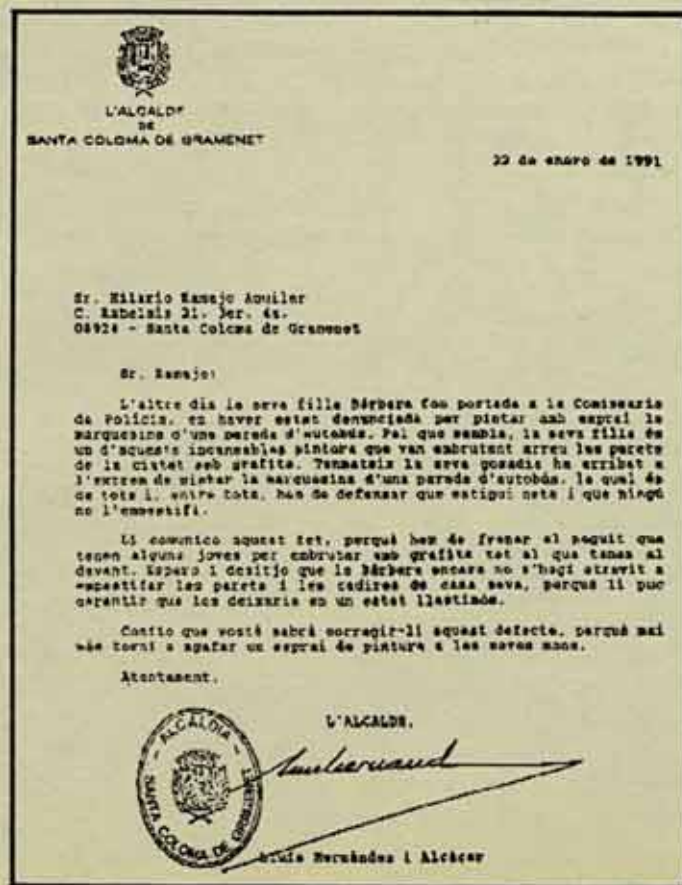 L'ALCALDE
DE
SANTA COLOMA DE GRAMENET
de enero de 1991
Sr. Hilario Ramajo Aguilar
C. Rabelais 21. 3er. 4a.
08924 - Santa Coloma de Gramenet
Sr. Ramajo:
L'altre dia la seva filla Bárbara fou portada a la Comissaria
de Policia, en haver estat denunciada per pintar amb esprai la
marquesina d'una parada d'autobús. Pel que sembla, la seva filla és
un d'aquests incansables pintors que van embrutant arreu les parets
de la ciutat amb grafits. Tanmateix la seva gosadia ha arribat a
l'extrem de pintar la marquesina d'una parada d'autobús, la qual és
de tots i, entre tots, hem de defensar que estigui neta i que ningú
no l'empastifi.
Li comunico aquest fet, perquè hem de frenar el neguit que
tenen alguns joves per embrutar amb grafits tot el que tenen al
davant. Espero i desitjo que la Bárbara encara no s'hagi atrevit a
empastifar les parets i les cadires de casa seva, perquè li puc
garantir que les deixaria en un estat llastimós.
Confio que vostè sabrà corregir-li aquest defecte, perquè mai
més torni a agafar un esprai de pintura a les seves mans.
Atentament,
L'ALCALDE,
ALCALDIA
SANTA COLOMA DE GRAMENET
Lluís Hernández i Alcácer